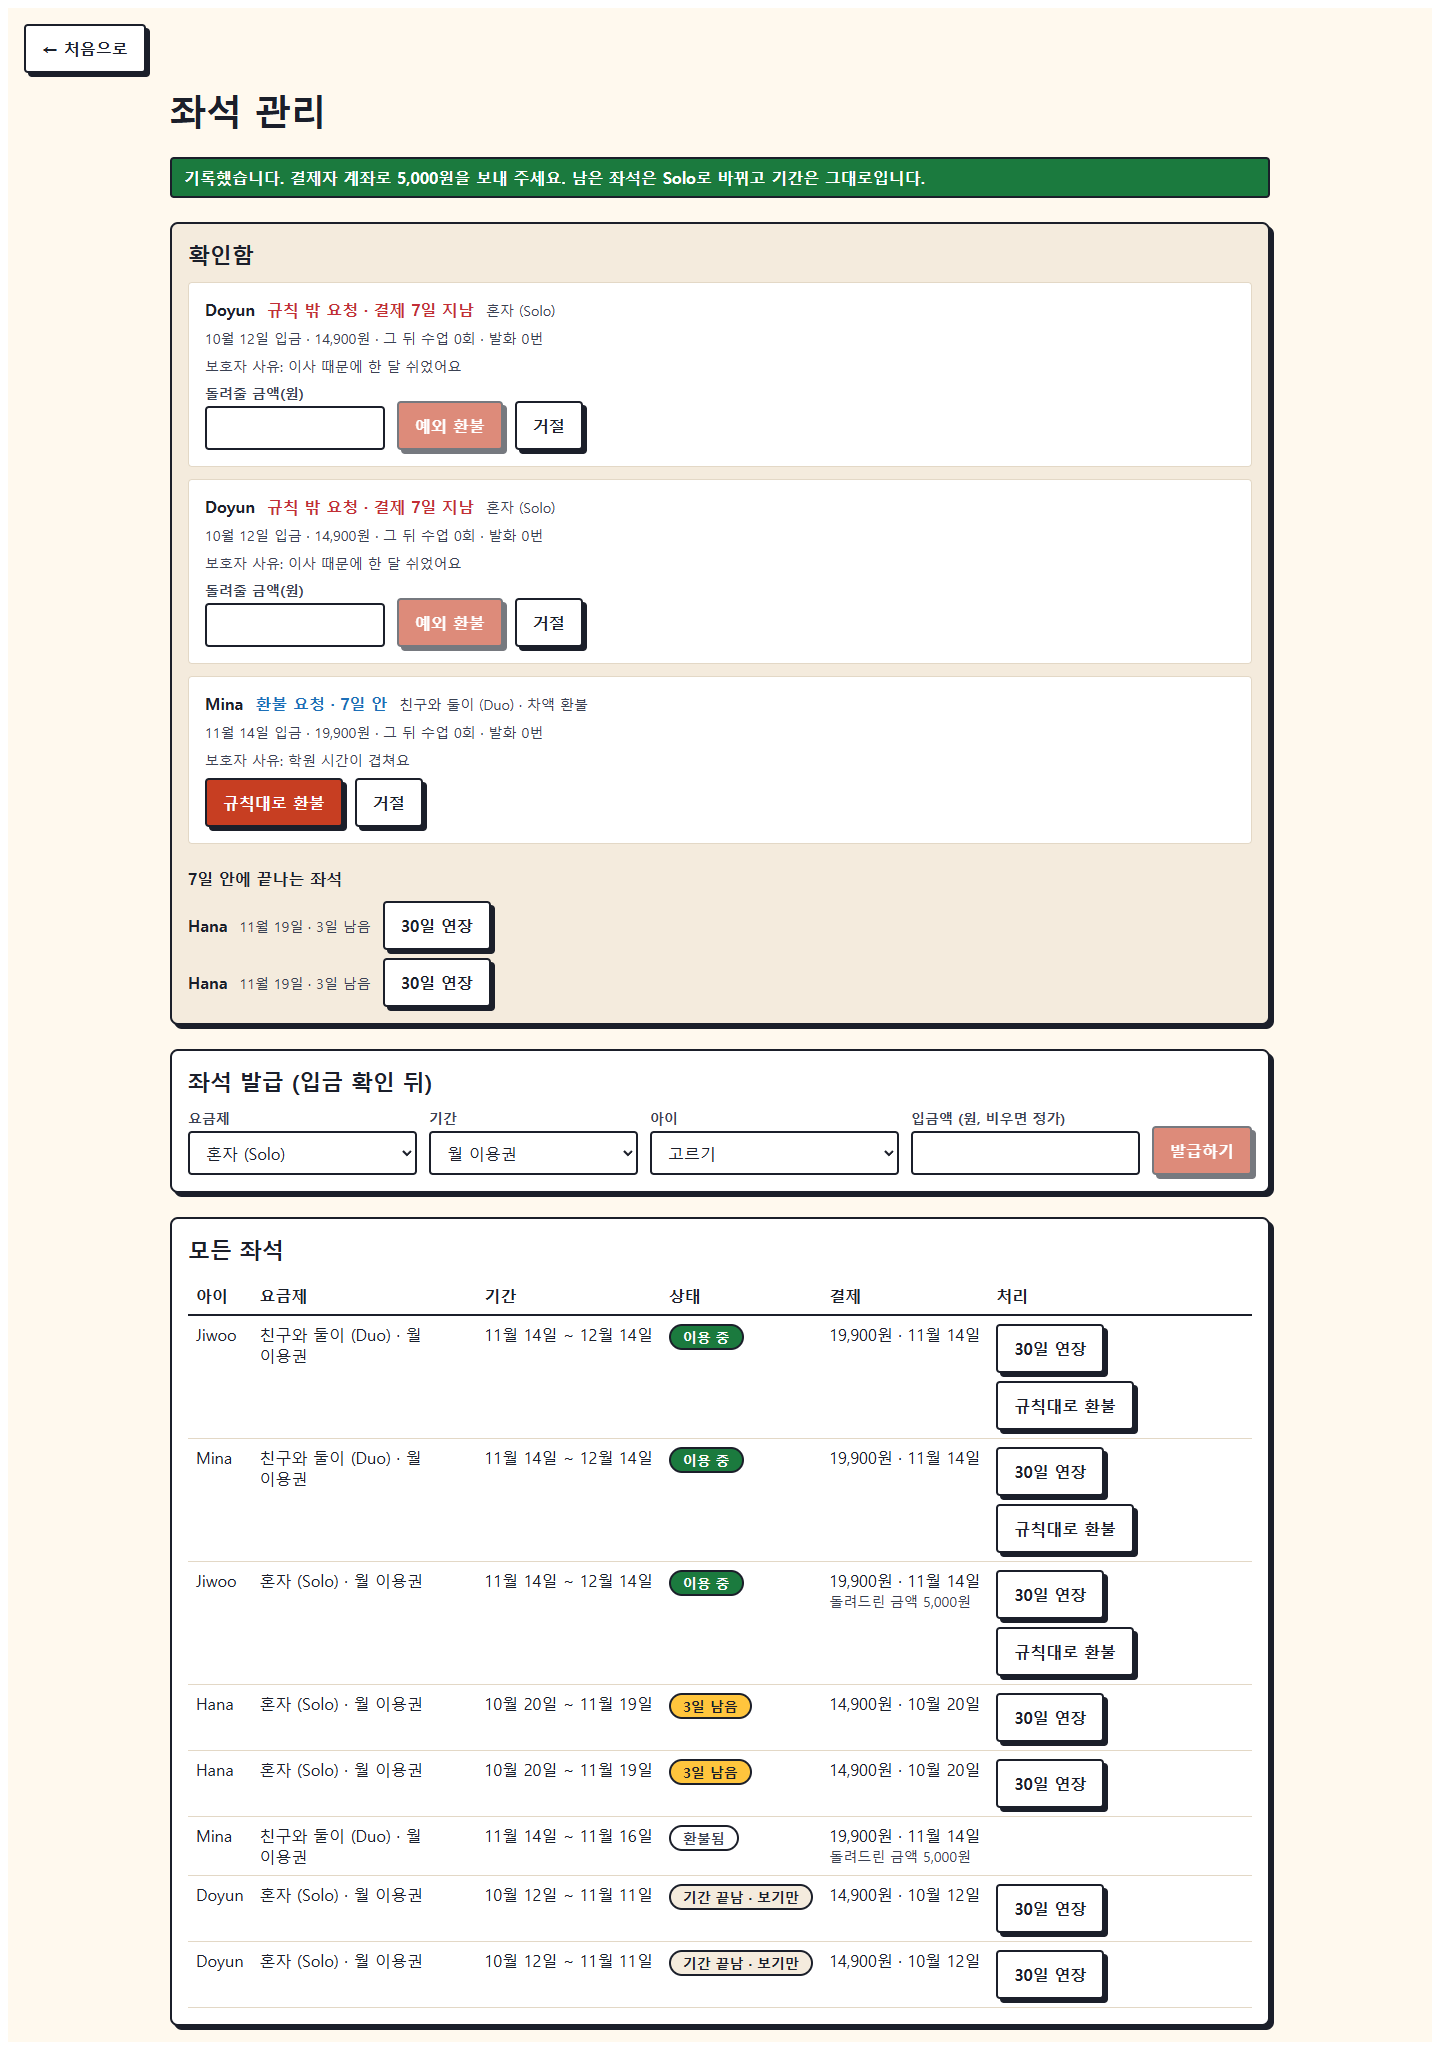 ← 처음으로
좌석 관리
기록했습니다. 결제자 계좌로 5,000원을 보내 주세요. 남은 좌석은 Solo로 바뀌고 기간은 그대로입니다.
확인함
Doyun 규칙 밖 요청 · 결제 7일 지남 혼자 (Solo)
10월 12일 입금 · 14,900원 · 그 뒤 수업 0회 · 발화 0번
보호자 사유: 이사 때문에 한 달 쉬었어요
돌려줄 금액(원)
예외 환불 거절
Doyun 규칙 밖 요청 · 결제 7일 지남 혼자 (Solo)
10월 12일 입금 · 14,900원 · 그 뒤 수업 0회 · 발화 0번
보호자 사유: 이사 때문에 한 달 쉬었어요
돌려줄 금액(원)
예외 환불 거절
Mina 환불 요청 · 7일 안 친구와 둘이 (Duo) · 차액 환불
11월 14일 입금 · 19,900원 · 그 뒤 수업 0회 · 발화 0번
보호자 사유: 학원 시간이 겹쳐요
규칙대로 환불 거절
7일 안에 끝나는 좌석
Hana 11월 19일 · 3일 남음 30일 연장
Hana 11월 19일 · 3일 남음 30일 연장
좌석 발급 (입금 확인 뒤)
요금제 기간 아이 입금액 (원, 비우면 정가)
혼자 (Solo) 월 이용권 고르기 발급하기
모든 좌석
아이 요금제 기간 상태 결제 처리
Jiwoo 친구와 둘이 (Duo) · 월 11월 14일 ~ 12월 14일 이용 중 19,900원 · 11월 14일 30일 연장
이용권
규칙대로 환불
Mina 친구와 둘이 (Duo) · 월 11월 14일 ~ 12월 14일 이용 중 19,900원 · 11월 14일 30일 연장
이용권
규칙대로 환불
Jiwoo 혼자 (Solo) · 월 이용권 11월 14일 ~ 12월 14일 이용 중 19,900원 · 11월 14일 30일 연장
돌려드린 금액 5,000원
규칙대로 환불
Hana 혼자 (Solo) · 월 이용권 10월 20일 ~ 11월 19일 3일 남음 14,900원 · 10월 20일 30일 연장
Hana 혼자 (Solo) · 월 이용권 10월 20일 ~ 11월 19일 3일 남음 14,900원 · 10월 20일 30일 연장
Mina 친구와 둘이 (Duo) · 월 11월 14일 ~ 11월 16일 환불됨 19,900원 · 11월 14일
이용권 돌려드린 금액 5,000원
Doyun 혼자 (Solo) · 월 이용권 10월 12일 ~ 11월 11일 기간 끝남 · 보기만 14,900원 · 10월 12일 30일 연장
Doyun 혼자 (Solo) · 월 이용권 10월 12일 ~ 11월 11일 기간 끝남 · 보기만 14,900원 · 10월 12일 30일 연장